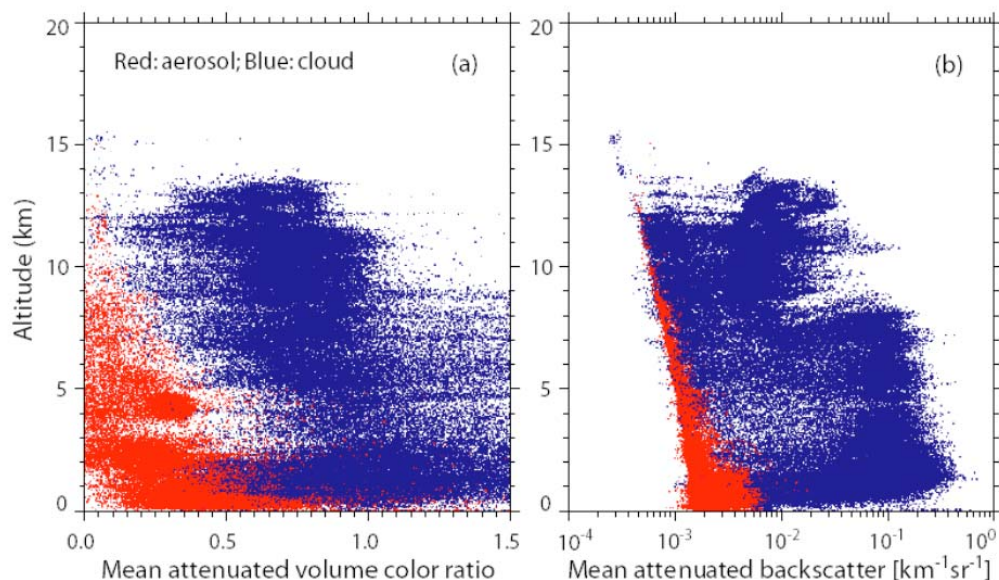 Red: aerosol; Blue: cloud
(a)
20
15
10
5
0
Altitude (km)
0.0 0.5 1.0 1.5
Mean attenuated volume color ratio
(b)
20
15
10
5
0
10-4 10-3 10-2 10-1 100
Mean attenuated backscatter [km-1sr-1]